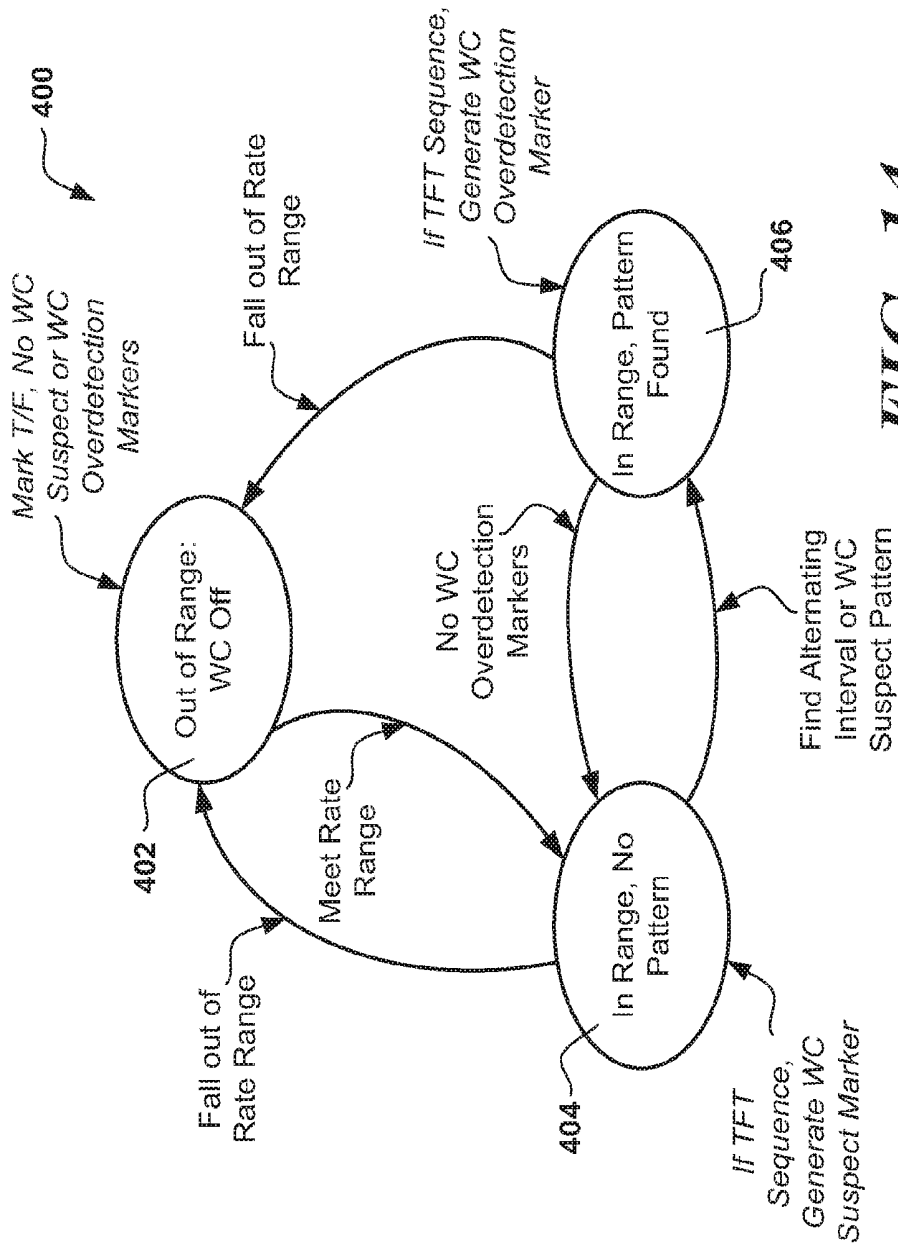 400
Mark T/F, No WC
Suspect or WC
Overdetection
Markers
402
Out of Range:
WC Off
Fall out of
Rate Range
Meet Rate
Range
Fall out of Rate
Range
No WC
Overdetection
Markers
If TFT Sequence,
Generate WC
Overdetection
Marker
404
In Range, No
Pattern
In Range, Pattern
Found
406
If TFT
Sequence,
Generate WC
Suspect Marker
Find Alternating
Interval or WC
Suspect Pattern
FIG. 14